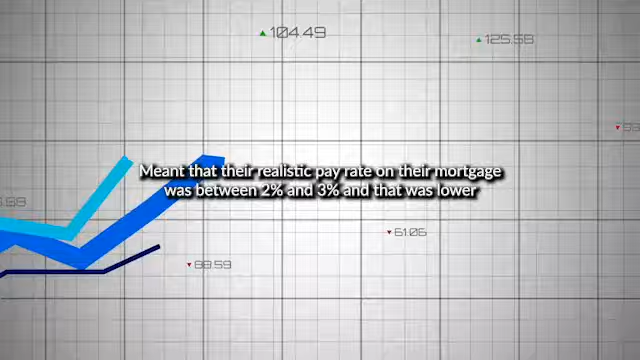 104.49
125.58
Meant that their realistic pay rate on their mortgage
was between 2% and 3% and that was lower
61.06
88.59